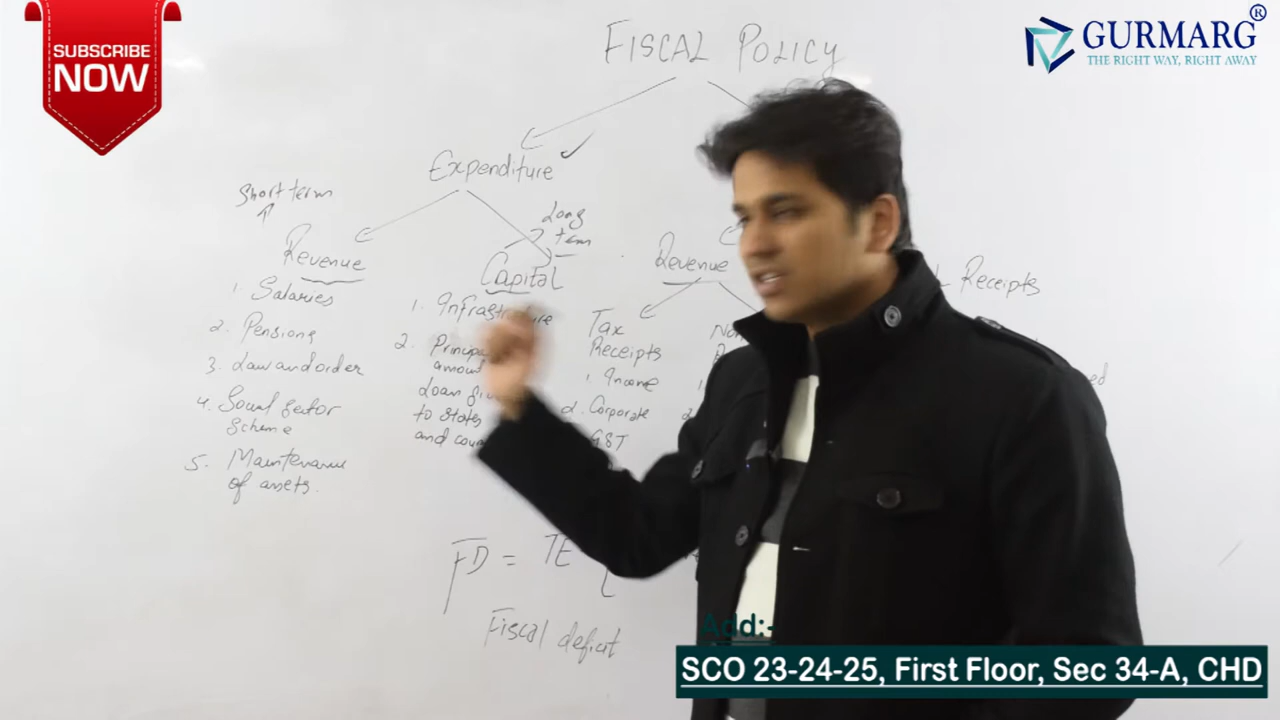 SUBSCRIBE
NOW
GURMARG®
THE RIGHT WAY, RIGHT AWAY
FISCAL POLICY
Expenditure ✓
Short term
Long
term
Revenue
Capital
1. Salaries
2. Pensions
3. Law and order
4. Social sector
Scheme
5. Maintenance
of assets.
1. Infrastructure
2.
Loan
to States
and
Revenue
Receipts
Tax
Receipts
1. Income
2. Corporate
GST
FD = TE
Fiscal deficit
Add:-
SCO 23-24-25, First Floor, Sec 34-A, CHD